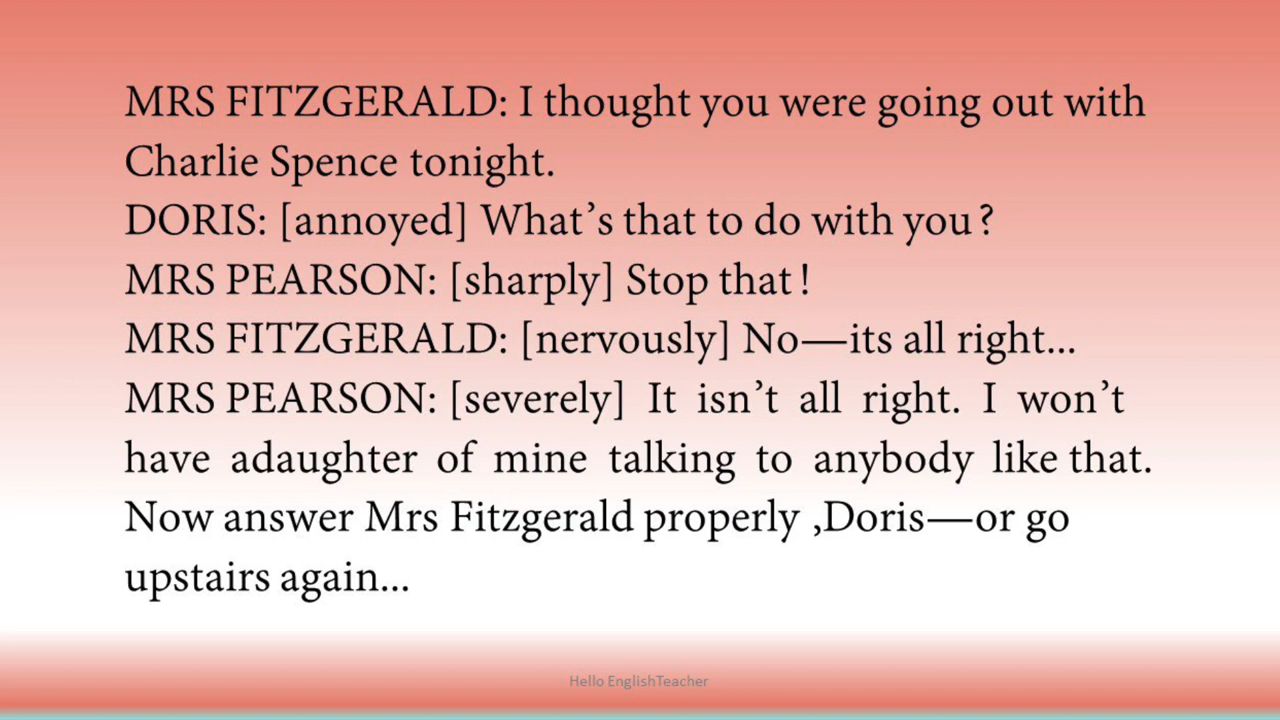 MRS FITZGERALD: I thought you were going out with
Charlie Spence tonight.
DORIS: [annoyed] What’s that to do with you?
MRS PEARSON: [sharply] Stop that!
MRS FITZGERALD: [nervously] No—its all right...
MRS PEARSON: [severely] It isn’t all right. I won’t
have adaughter of mine talking to anybody like that.
Now answer Mrs Fitzgerald properly ,Doris—or go
upstairs again...
Hello EnglishTeacher